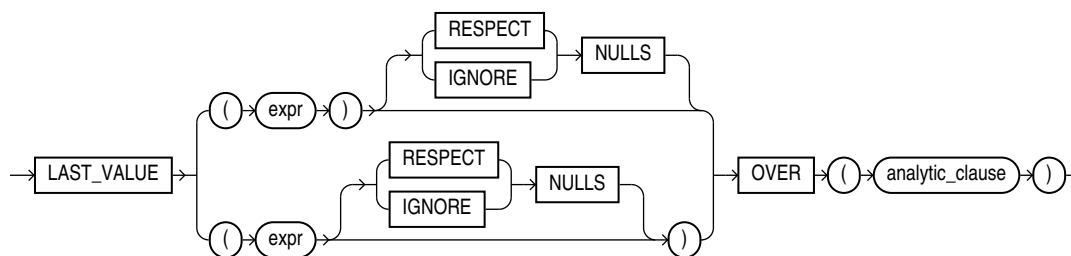 RESPECT
IGNORE
NULLS
( expr )
LAST_VALUE
RESPECT
IGNORE
NULLS
( expr )
OVER ( analytic_clause )